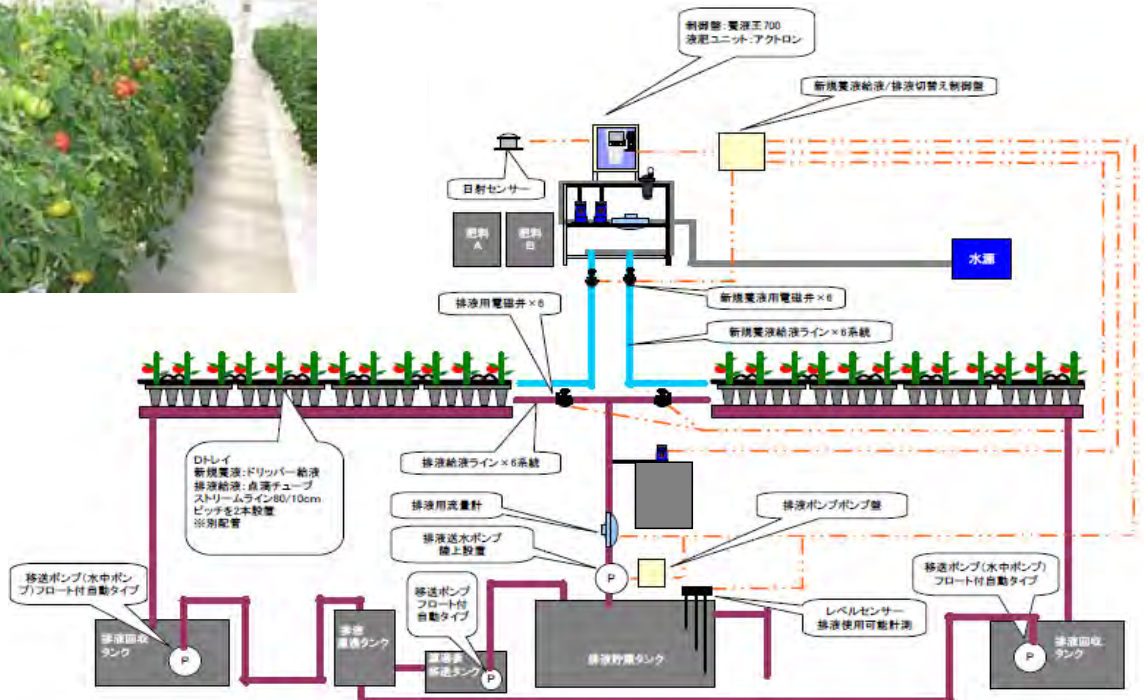 制御盤:養液王700
液肥ユニット:アクトロン
新規養液給液/排液切替え制御盤
日射センサー
肥料
A
肥料
B
水源
排液用電磁弁×6
新規養液用電磁弁×6
新規養液給液ライン×6系統
Dトレイ
新規養液:ドリッパー給液
排液給液:点滴チューブ
ストリームライン80/10cm
ピッチを2本設置
※別配管
排液給液ライン×6系統
排液用流量計
排液ポンプポンプ盤
排液送水ポンプ
陸上設置
移送ポンプ(水中ポン
プ)フロート付自動タイプ
移送ポンプ
フロート付
自動タイプ
レベルセンサー
排液使用可能計測
移送ポンプ(水中ポンプ)
フロート付自動タイプ
排液回収
タンク
P
タンク
P
排液貯留タンク
P
排液回収
タンク
P